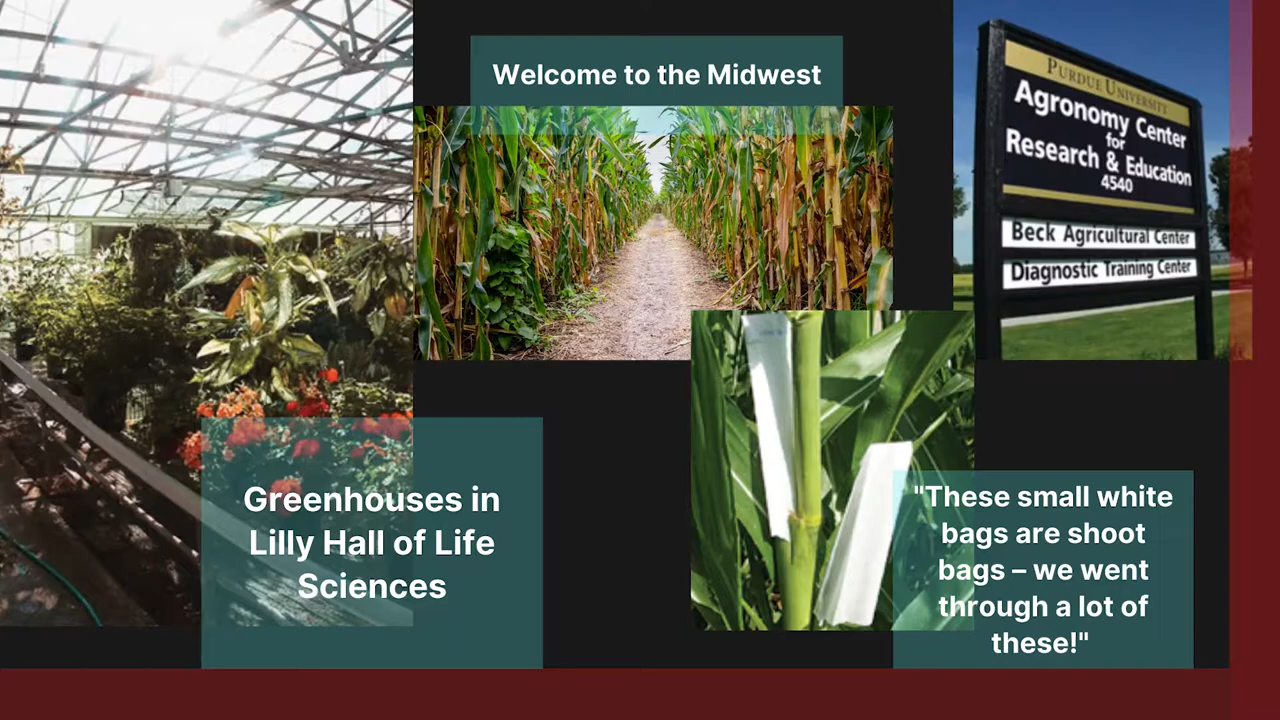 Welcome to the Midwest
PURDUE UNIVERSITY
Agronomy Center
for
Research & Education
4540
Beck Agricultural Center
Diagnostic Training Center
Greenhouses in
Lilly Hall of Life
Sciences
"These small white
bags are shoot
bags – we went
through a lot of
these!"